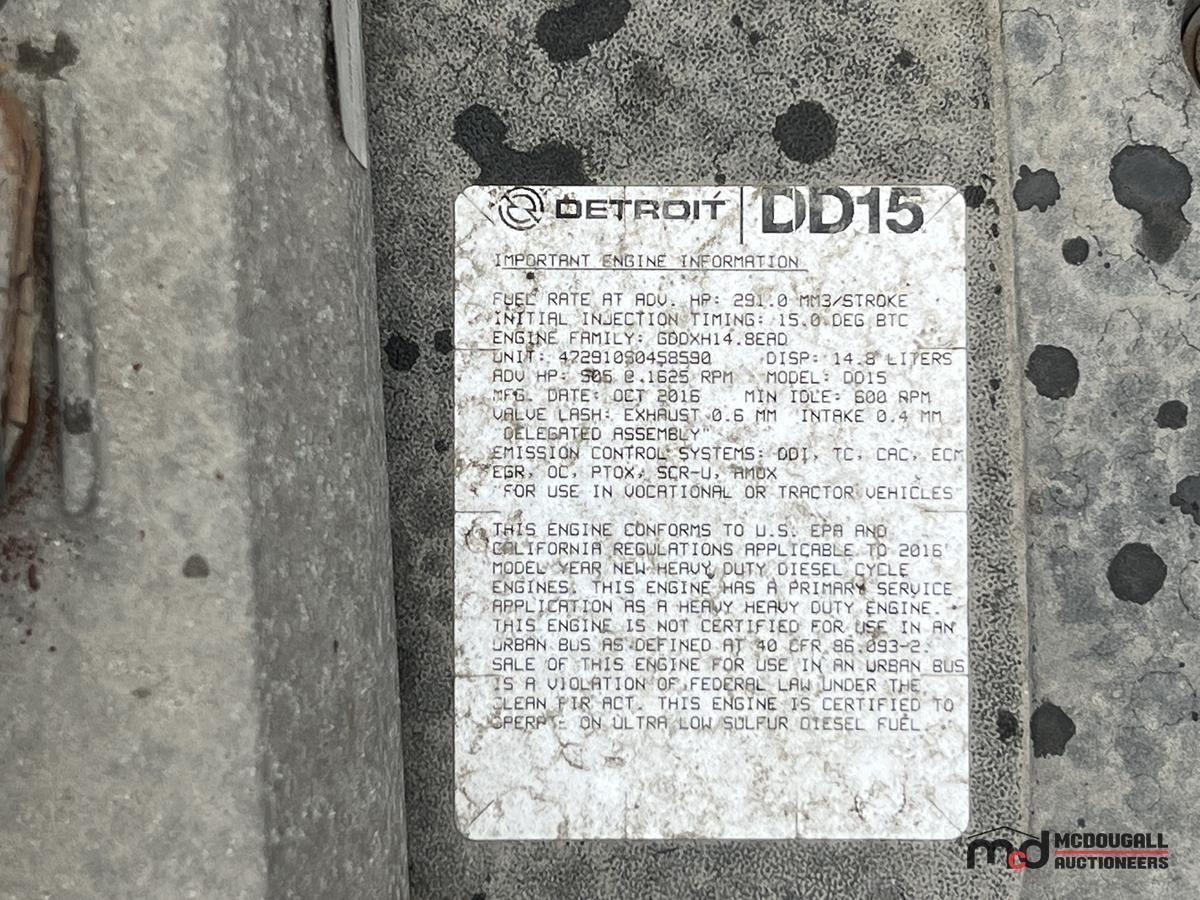 DETROIT DD15
IMPORTANT ENGINE INFORMATION
FUEL RATE AT ADV. HP: 291.0 MM3/STROKE
INITIAL INJECTION TIMING: 15.0 DEG BTC
ENGINE FAMILY: GDDXH14.8EAD
UNIT: 472910S0458590 DISP: 14.8 LITERS
ADV HP: 505 @ 1625 RPM MODEL: DD15
MFG. DATE: OCT 2016 MIN IDLE: 600 RPM
VALVE LASH: EXHAUST 0.6 MM INTAKE 0.4 MM
"DELEGATED ASSEMBLY"
EMISSION CONTROL SYSTEMS: DDI, TC, CAC, ECM
EGR, OC, PTOX, SCR-U, AMOX
"FOR USE IN VOCATIONAL OR TRACTOR VEHICLES"
THIS ENGINE CONFORMS TO U.S. EPA AND
CALIFORNIA REGULATIONS APPLICABLE TO 2016
MODEL YEAR NEW HEAVY DUTY DIESEL CYCLE
ENGINES. THIS ENGINE HAS A PRIMARY SERVICE
APPLICATION AS A HEAVY HEAVY DUTY ENGINE.
THIS ENGINE IS NOT CERTIFIED FOR USE IN AN
URBAN BUS AS DEFINED AT 40 CFR 86.093-2.
SALE OF THIS ENGINE FOR USE IN AN URBAN BUS
IS A VIOLATION OF FEDERAL LAW UNDER THE
CLEAN AIR ACT. THIS ENGINE IS CERTIFIED TO
OPERATE ON ULTRA LOW SULFUR DIESEL FUEL.
mcd MCDOUGALL
AUCTIONEERS